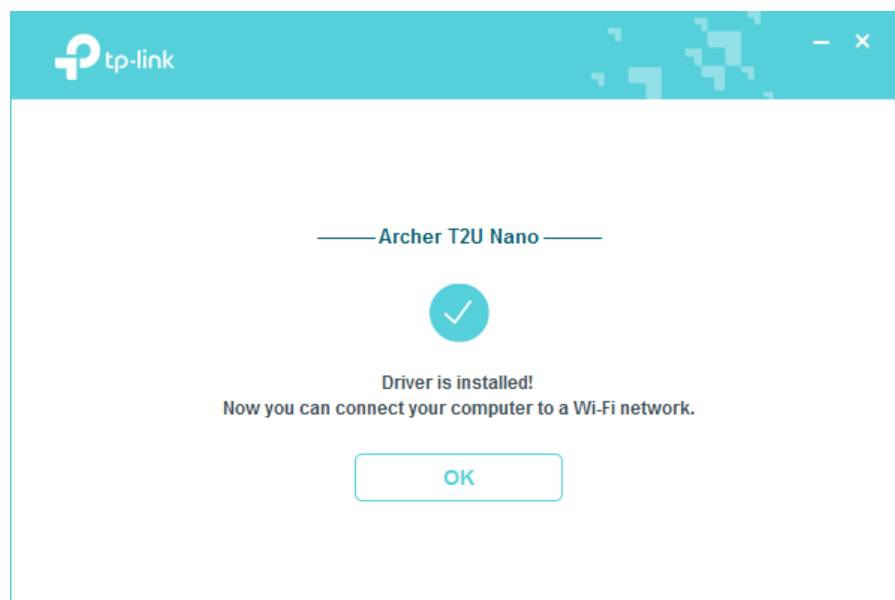 tp-link
Archer T2U Nano
Driver is installed!
Now you can connect your computer to a Wi-Fi network.
OK